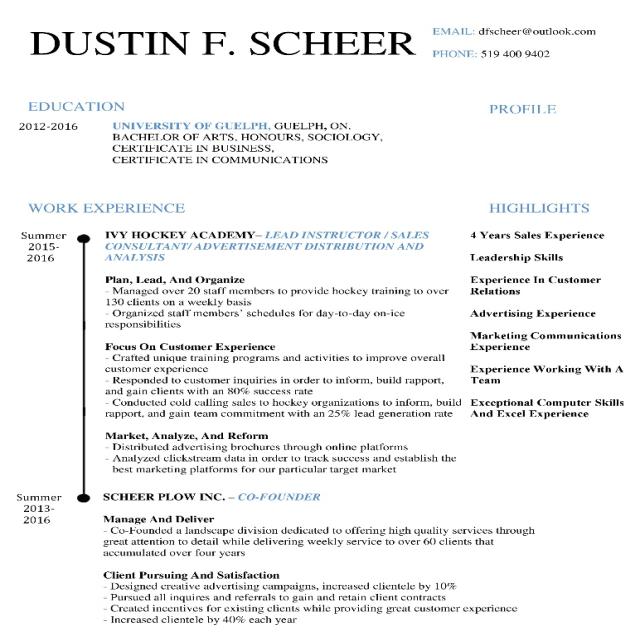 DUSTIN F. SCHEER
EMAIL: dfscheer@outlook.com
PHONE: 519 400 9402
EDUCATION
2012-2016
UNIVERSITY OF GUELPH, GUELPH, ON.
BACHELOR OF ARTS, HONOURS, SOCIOLOGY,
CERTIFICATE IN BUSINESS,
CERTIFICATE IN COMMUNICATIONS
PROFILE
WORK EXPERIENCE
Summer
2015-
2016
IVY HOCKEY ACADEMY– LEAD INSTRUCTOR / SALES
CONSULTANT/ ADVERTISEMENT DISTRIBUTION AND
ANALYSIS
Plan, Lead, And Organize
- Managed over 20 staff members to provide hockey training to over
130 clients on a weekly basis
- Organized staff members’ schedules for day-to-day on-ice
responsibilities
Focus On Customer Experience
- Crafted unique training programs and activities to improve overall
customer experience
- Responded to customer inquiries in order to inform, build rapport,
and gain clients with an 80% success rate
- Conducted cold calling sales to hockey organizations to inform, build
rapport, and gain team commitment with an 25% lead generation rate
Market, Analyze, And Reform
- Distributed advertising brochures through online platforms
- Analyzed clickstream data in order to track success and establish the
best marketing platforms for our particular target market
Summer
2013-
2016
SCHEER PLOW INC. – CO-FOUNDER
Manage And Deliver
- Co-Founded a landscape division dedicated to offering high quality services through
great attention to detail while delivering weekly service to over 60 clients that
accumulated over four years
Client Pursuing And Satisfaction
- Designed creative advertising campaigns, increased clientele by 10%
- Pursued all inquires and referrals to gain and retain client contracts
- Created incentives for existing clients while providing great customer experience
- Increased clientele by 40% each year
HIGHLIGHTS
4 Years Sales Experience
Leadership Skills
Experience In Customer
Relations
Advertising Experience
Marketing Communications
Experience
Experience Working With A
Team
Exceptional Computer Skills
And Excel Experience